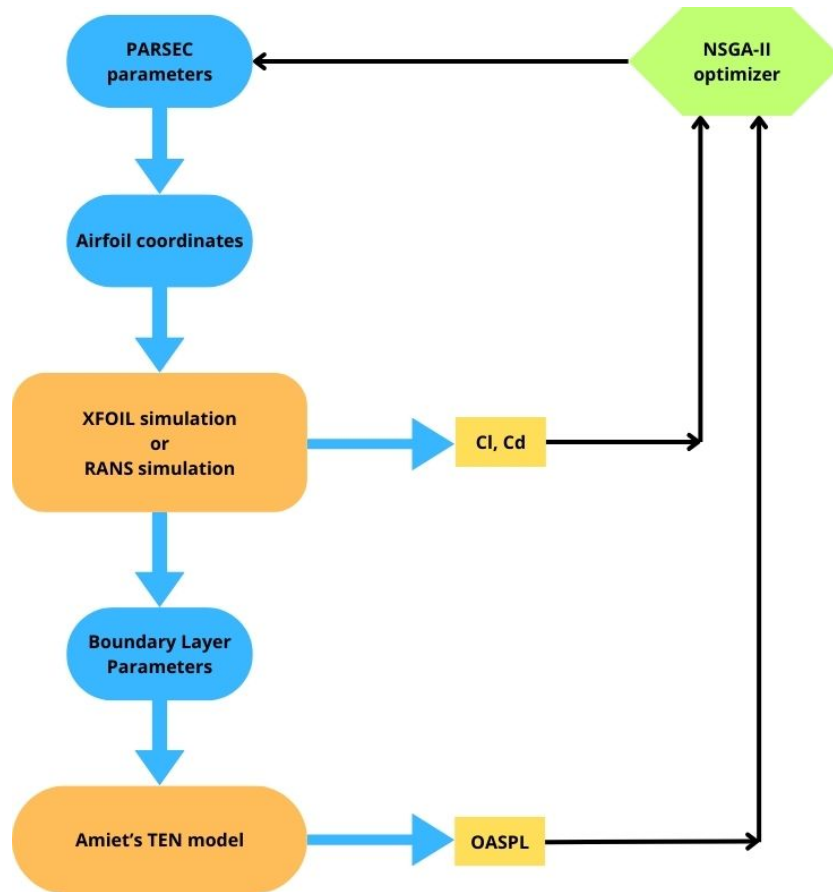 PARSEC
parameters
NSGA-II
optimizer
Airfoil coordinates
XFOIL simulation
or
RANS simulation
Cl, Cd
Boundary Layer
Parameters
Amiet’s TEN model
OASPL